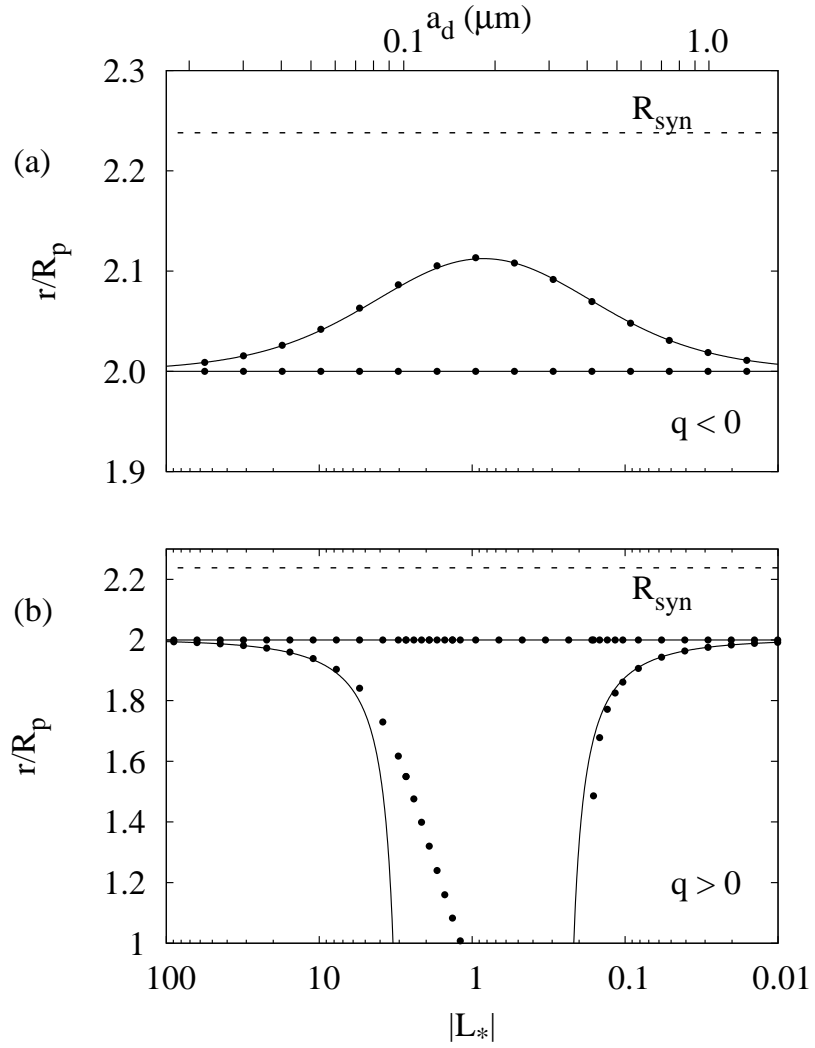 a_d (μm)
0.1 1.0
(a)
r/R_p
2.3
2.2
2.1
2.0
1.9
R_syn
q < 0
(b)
r/R_p
2.2
2
1.8
1.6
1.4
1.2
1
R_syn
q > 0
100 10 1 0.1 0.01
|L_*|